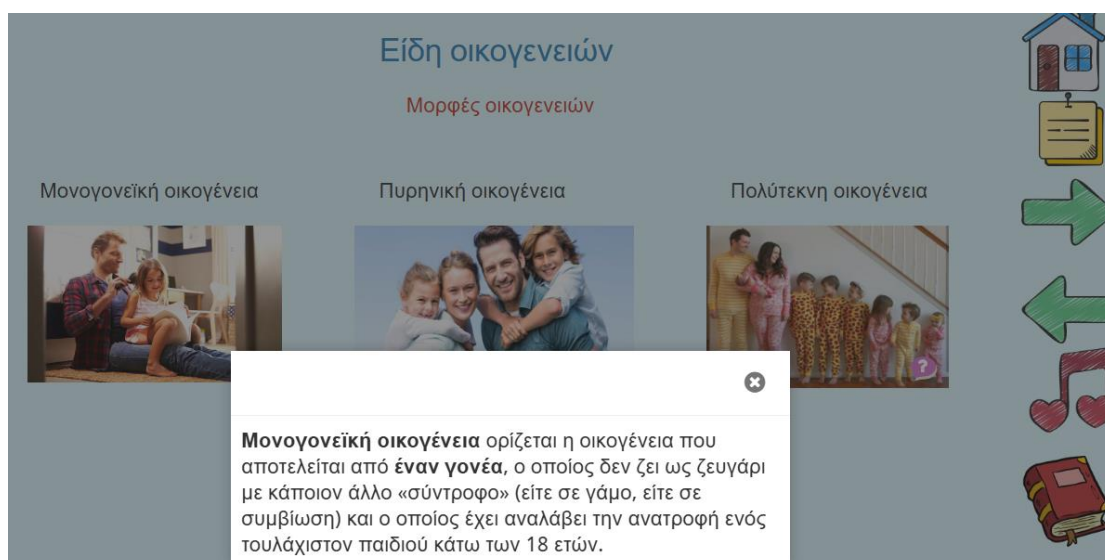 Είδη οικογενειών
Μορφές οικογενειών
Μονογονεϊκή οικογένεια
Πυρηνική οικογένεια
Πολύτεκνη οικογένεια
?
Μονογονεϊκή οικογένεια ορίζεται η οικογένεια που
αποτελείται από έναν γονέα, ο οποίος δεν ζει ως ζευγάρι
με κάποιον άλλο «σύντροφο» (είτε σε γάμο, είτε σε
συμβίωση) και ο οποίος έχει αναλάβει την ανατροφή ενός
τουλάχιστον παιδιού κάτω των 18 ετών.